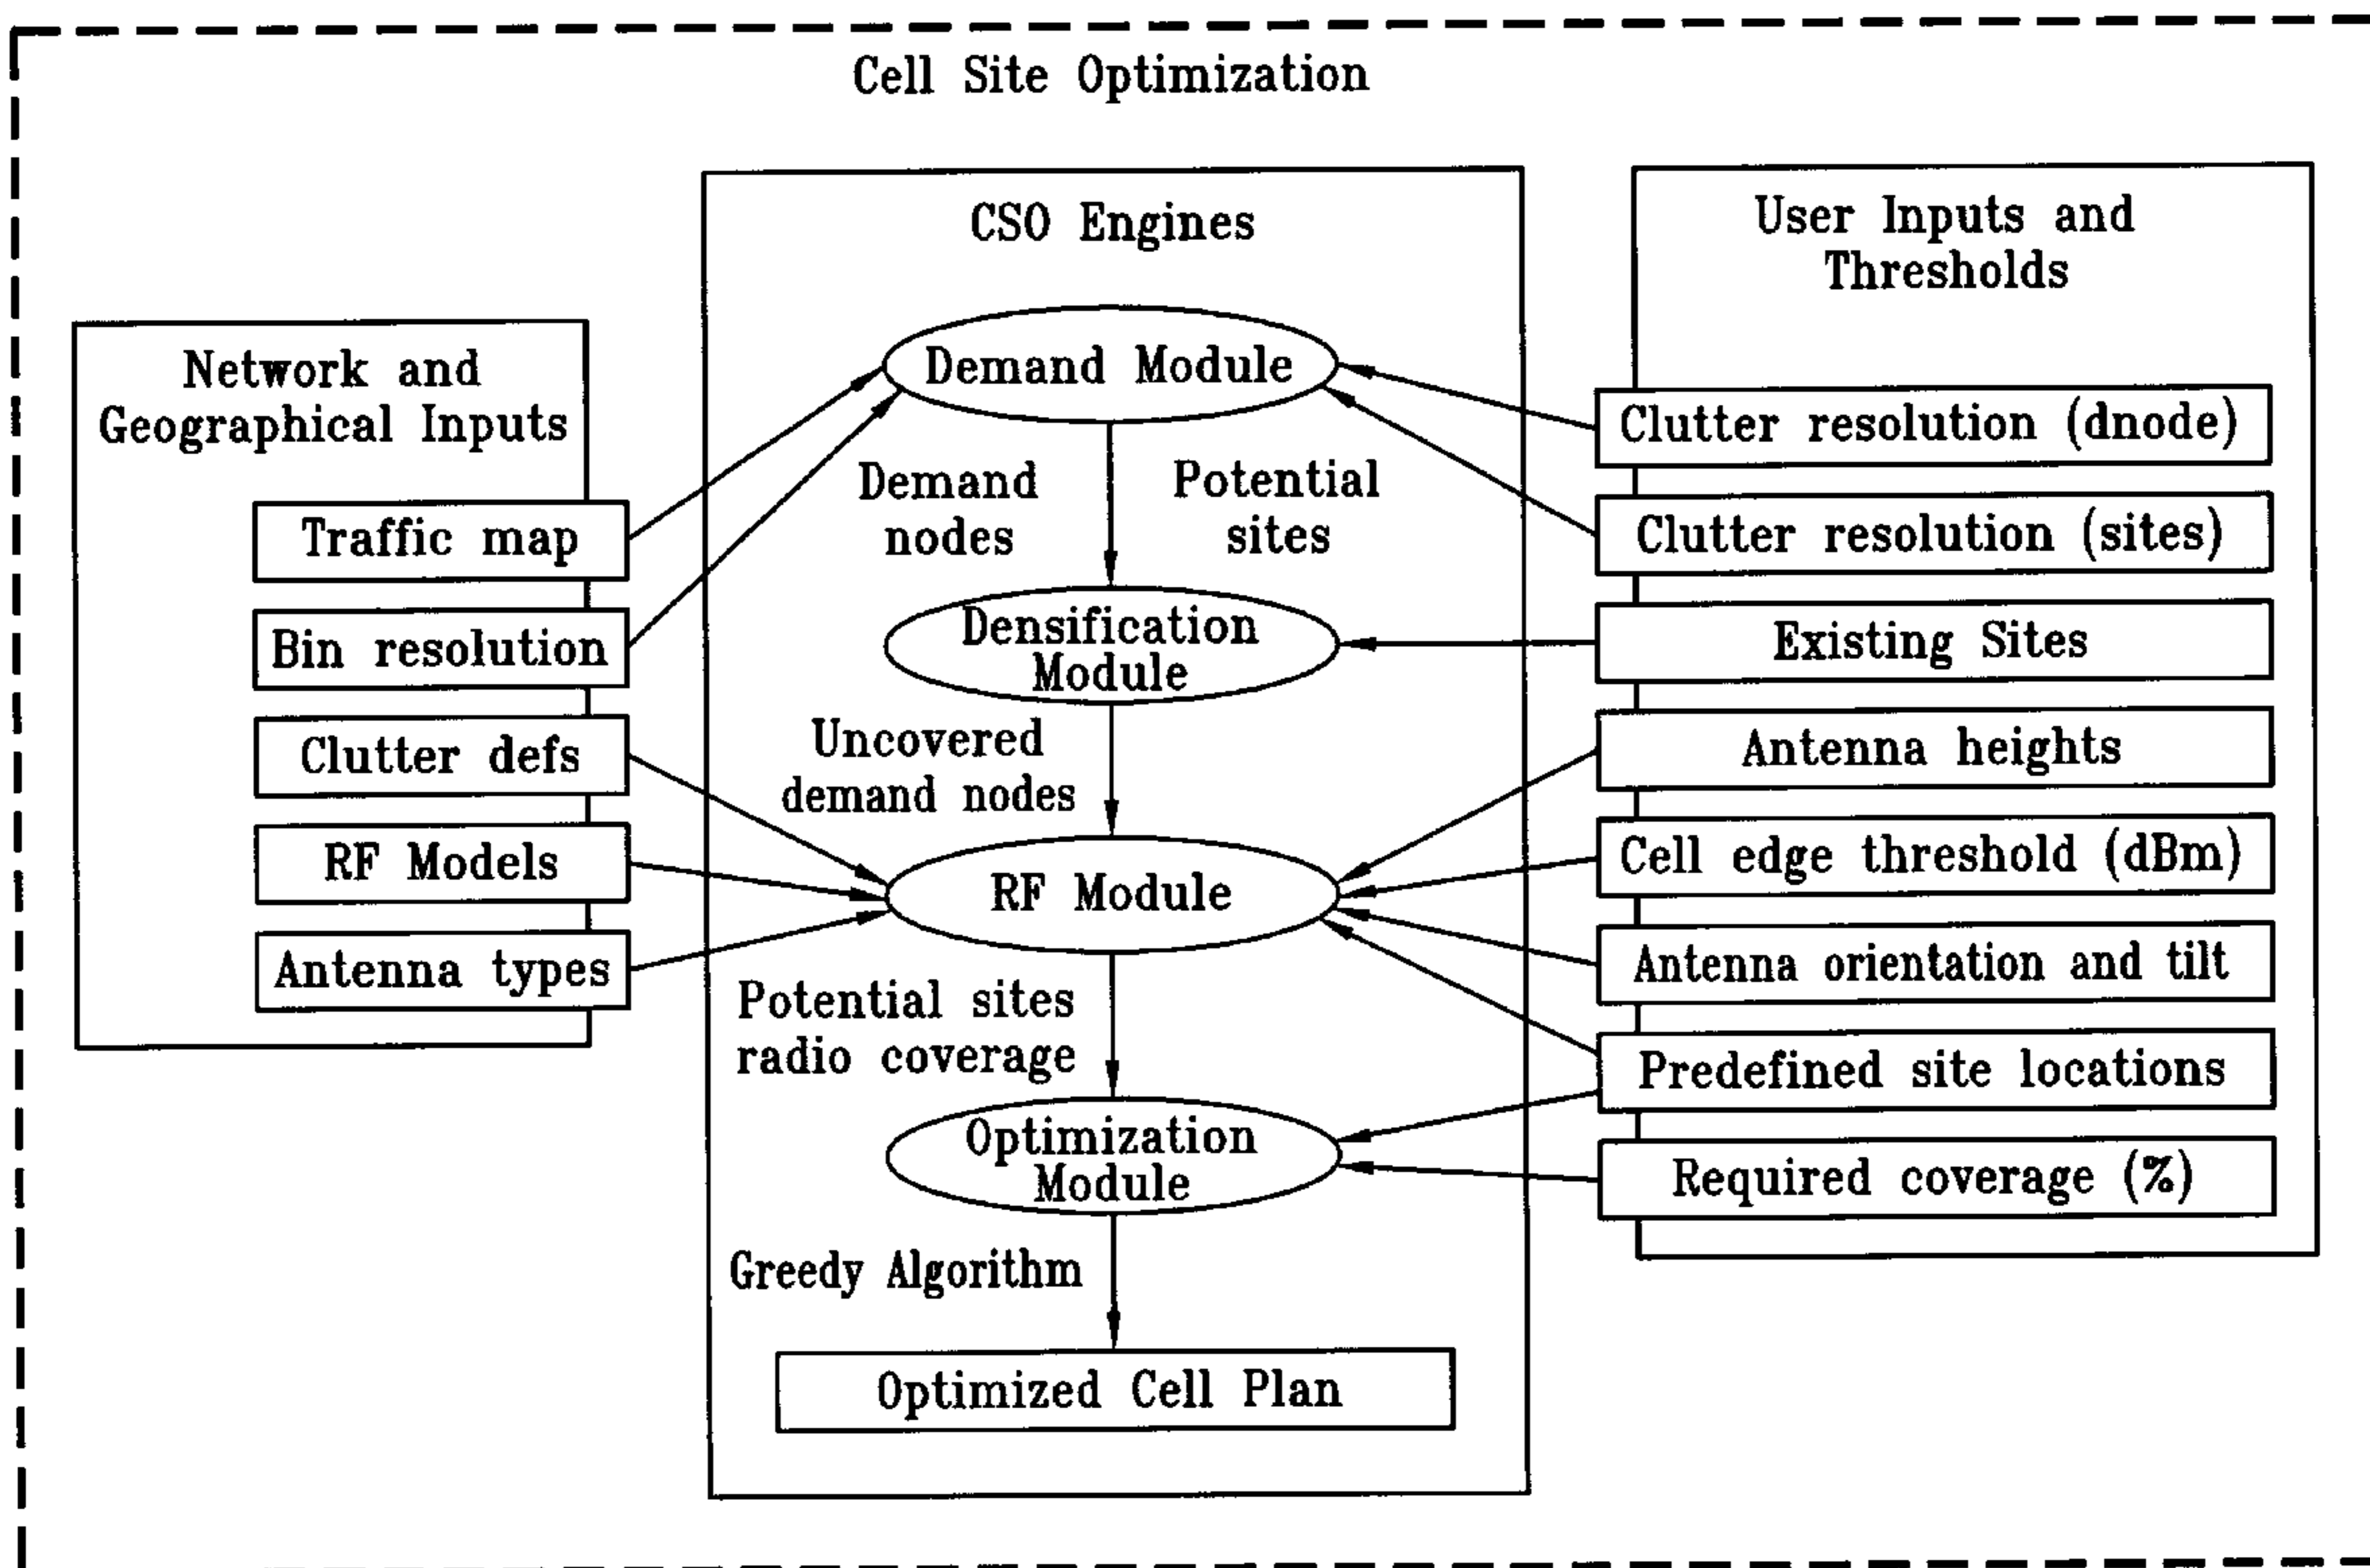 Cell Site Optimization
Network and
Geographical Inputs
Traffic map
Bin resolution
Clutter defs
RF Models
Antenna types
CSO Engines
Demand Module
Demand
nodes
Potential
sites
Densification
Module
Uncovered
demand nodes
RF Module
Potential sites
radio coverage
Optimization
Module
Greedy Algorithm
Optimized Cell Plan
User Inputs and
Thresholds
Clutter resolution (dnode)
Clutter resolution (sites)
Existing Sites
Antenna heights
Cell edge threshold (dBm)
Antenna orientation and tilt
Predefined site locations
Required coverage (%)